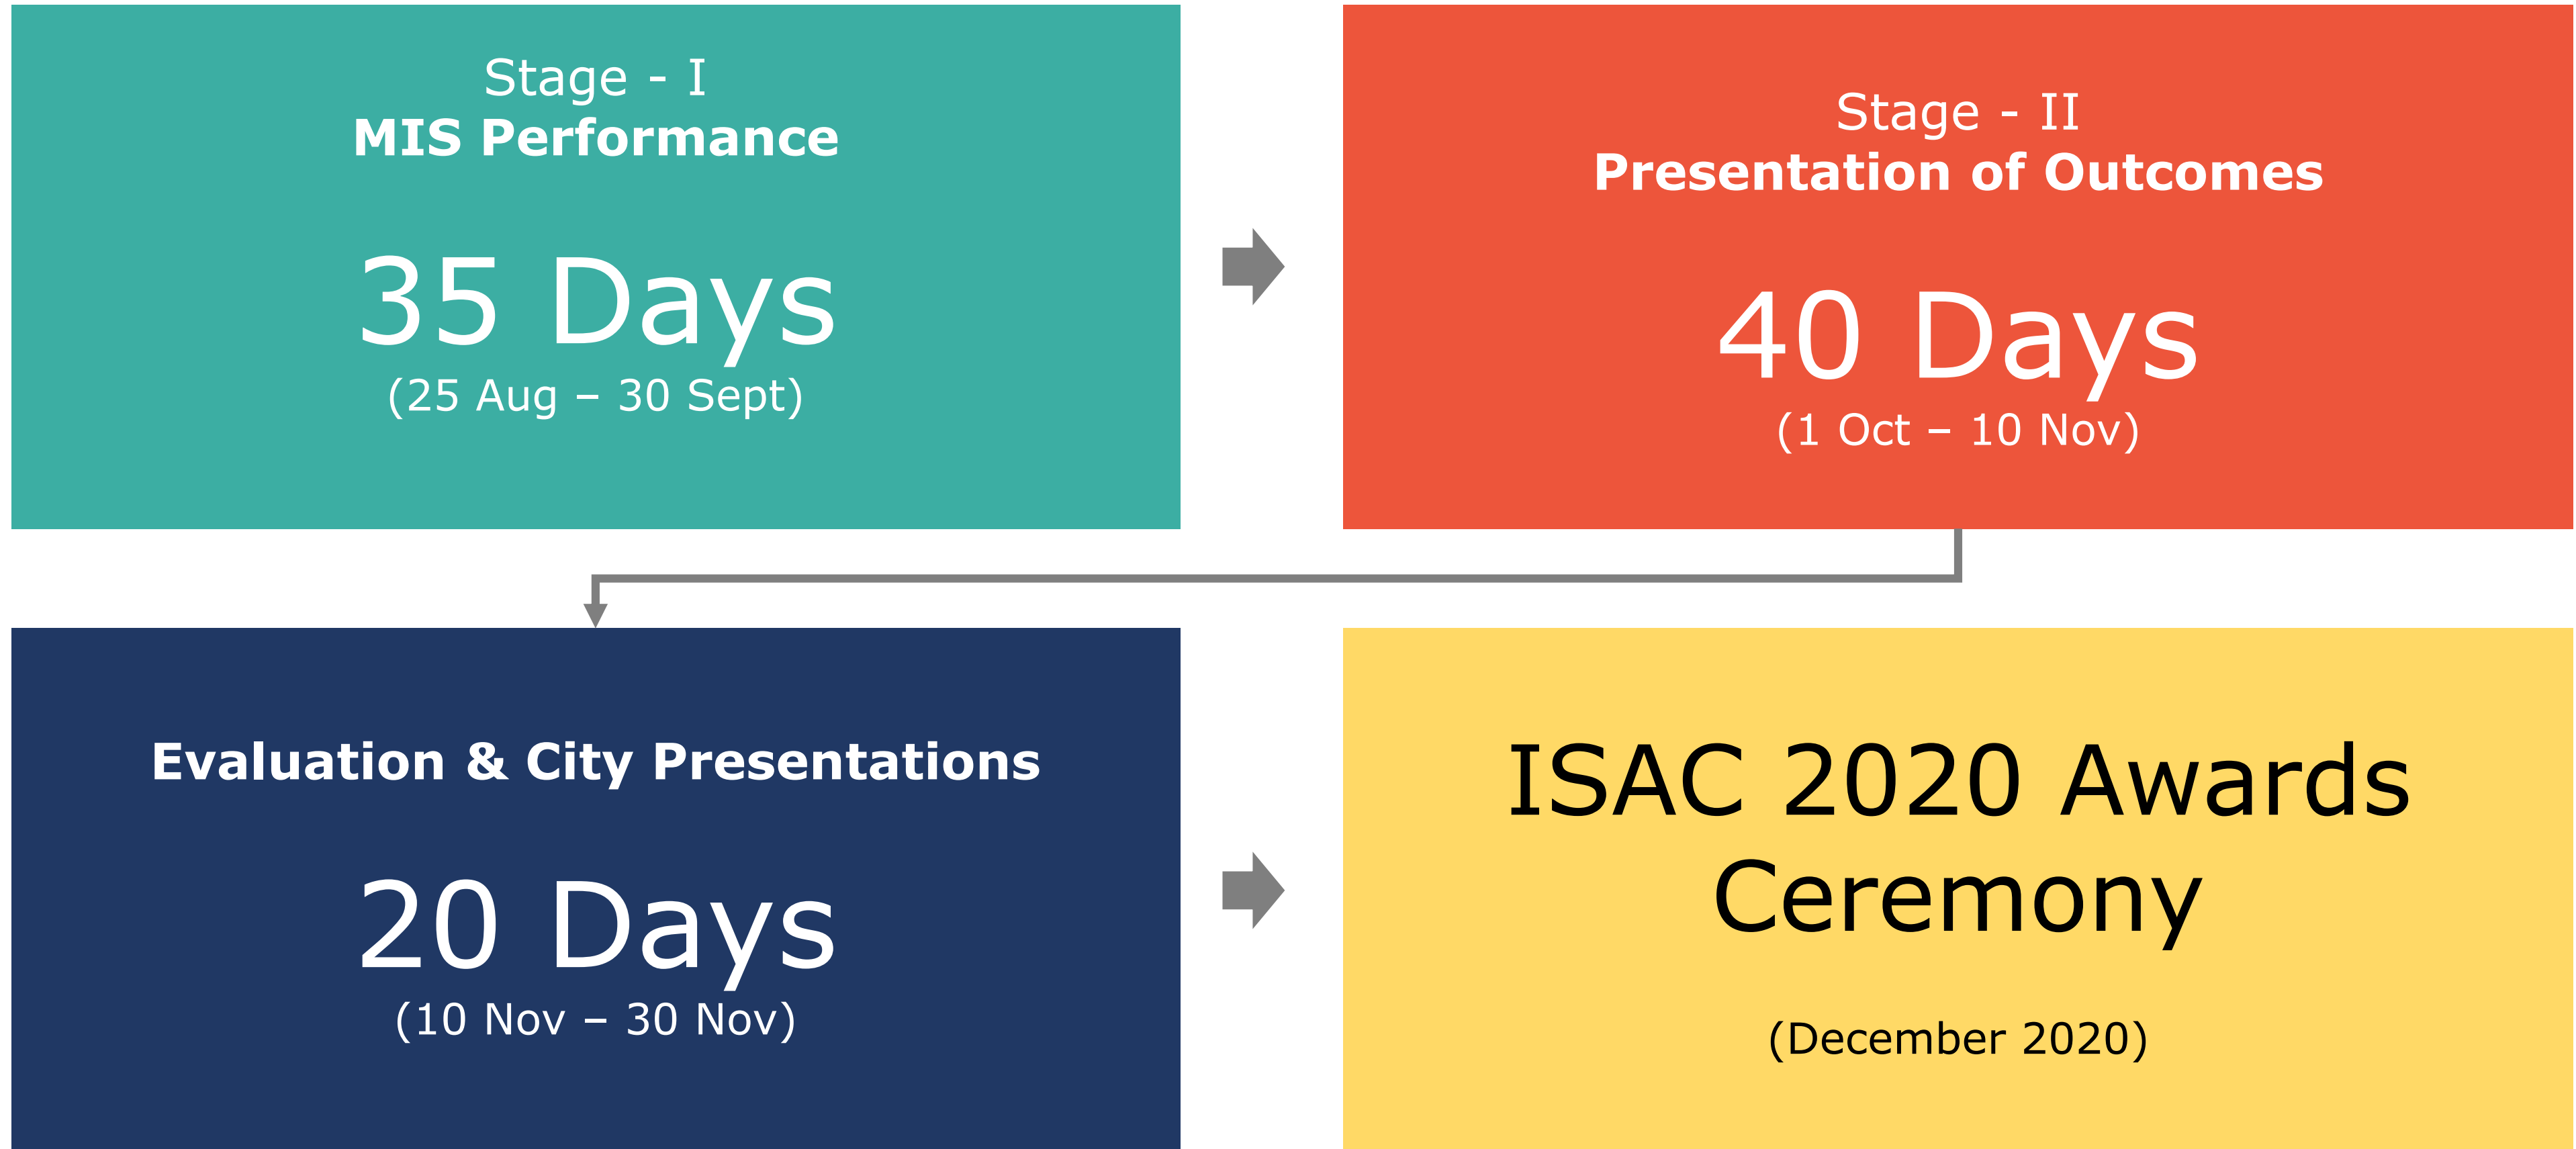 Stage - I
MIS Performance
35 Days
(25 Aug – 30 Sept)
Stage - II
Presentation of Outcomes
40 Days
(1 Oct – 10 Nov)
Evaluation & City Presentations
20 Days
(10 Nov – 30 Nov)
ISAC 2020 Awards
Ceremony
(December 2020)